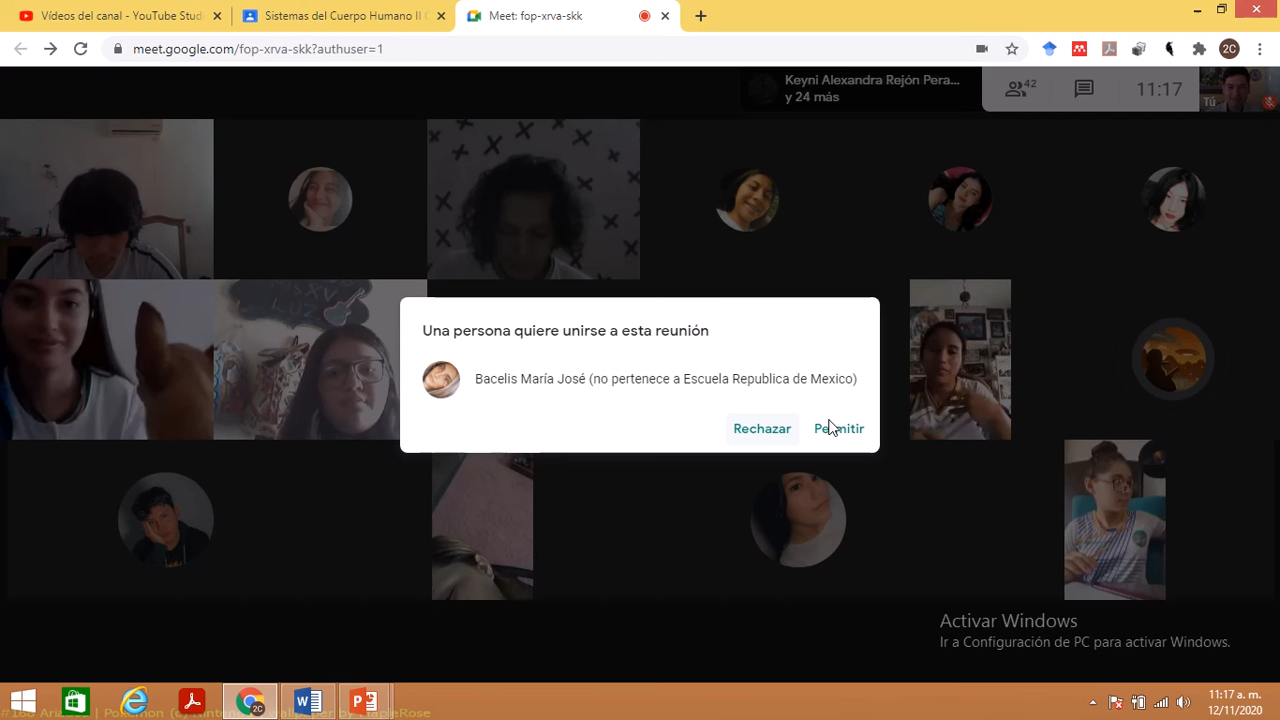 Vídeos del canal - YouTube Studi
Sistemas del Cuerpo Humano II
Meet: fop-xrva-skk
meet.google.com/fop-xrva-skk?authuser=1
2C
Keyni Alexandra Rejón Pera...
y 24 más
42
11:17
Tú
Una persona quiere unirse a esta reunión
Bacelis María José (no pertenece a Escuela Republica de Mexico)
Rechazar
Permitir
Activar Windows
Ir a Configuración de PC para activar Windows.
11:17 a. m.
12/11/2020